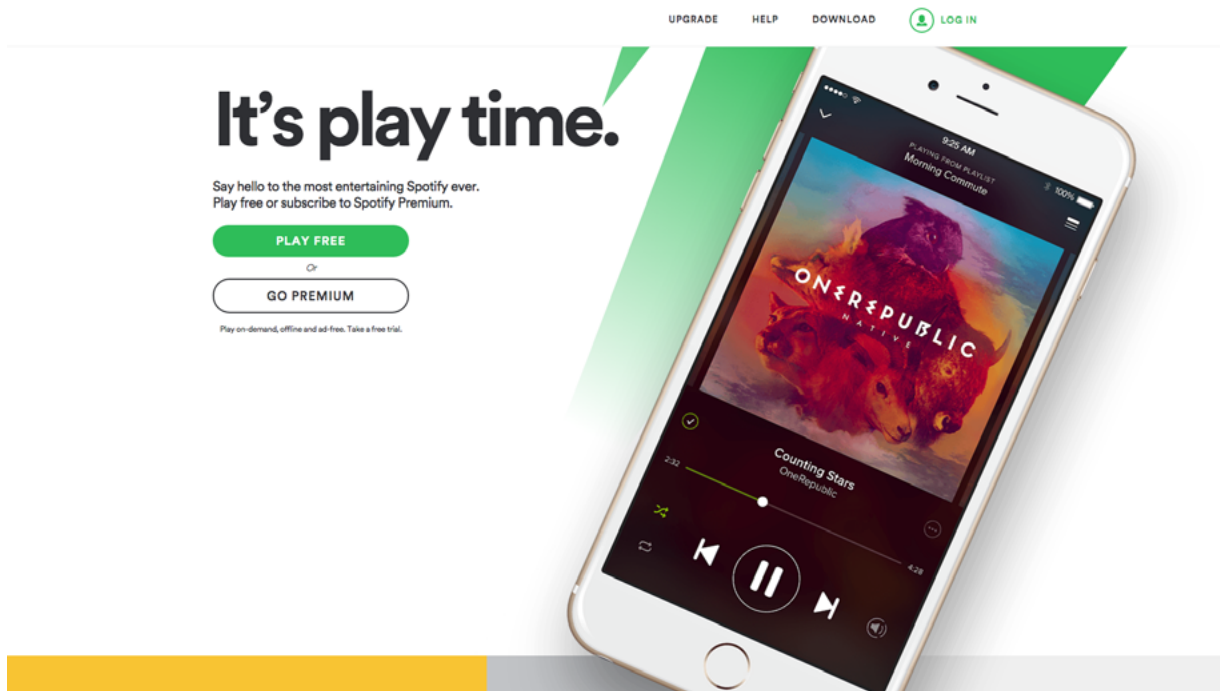 UPGRADE HELP DOWNLOAD LOG IN
It's play time.
Say hello to the most entertaining Spotify ever.
Play free or subscribe to Spotify Premium.
PLAY FREE
Or
GO PREMIUM
Play on-demand, offline and ad-free. Take a free trial.
9:25 AM
100%
PLAYING FROM PLAYLIST
Morning Commute
ONEREPUBLIC
NATIVE
Counting Stars
OneRepublic
2:32
4:28